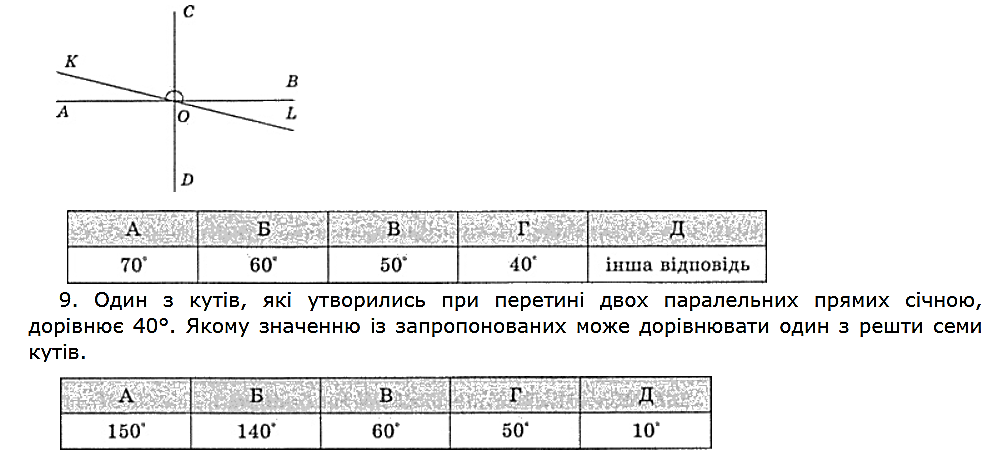 C
K
B
A
O
L
D
А Б В Г Д
70° 60° 50° 40° інша відповідь
9. Один з кутів, які утворились при перетині двох паралельних прямих січною,
дорівнює 40°. Якому значенню із запропонованих може дорівнювати один з решти семи
кутів.
А Б В Г Д
150° 140° 60° 50° 10°